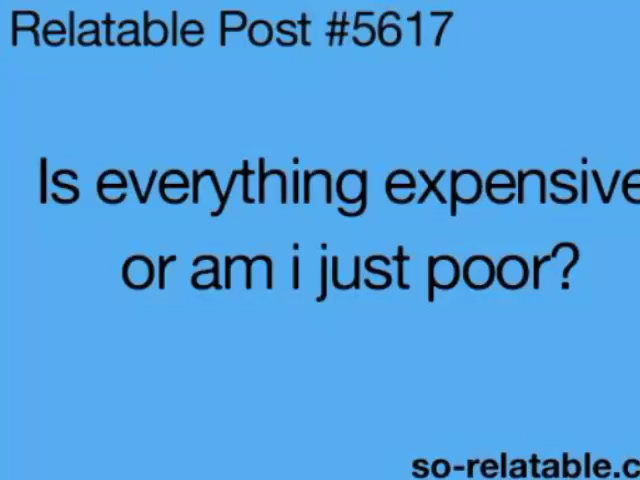 Relatable Post #5617
Is everything expensive
or am i just poor?
so-relatable.c